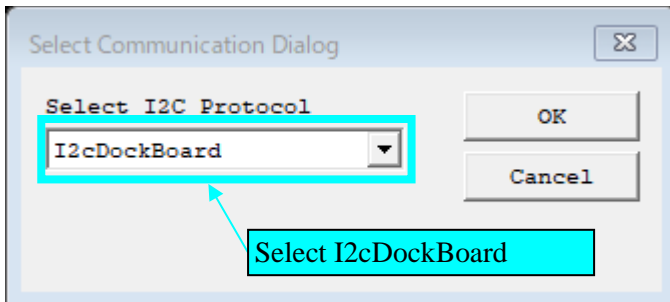 Select Communication Dialog
Select I2C Protocol
OK
I2cDockBoard
Cancel
Select I2cDockBoard